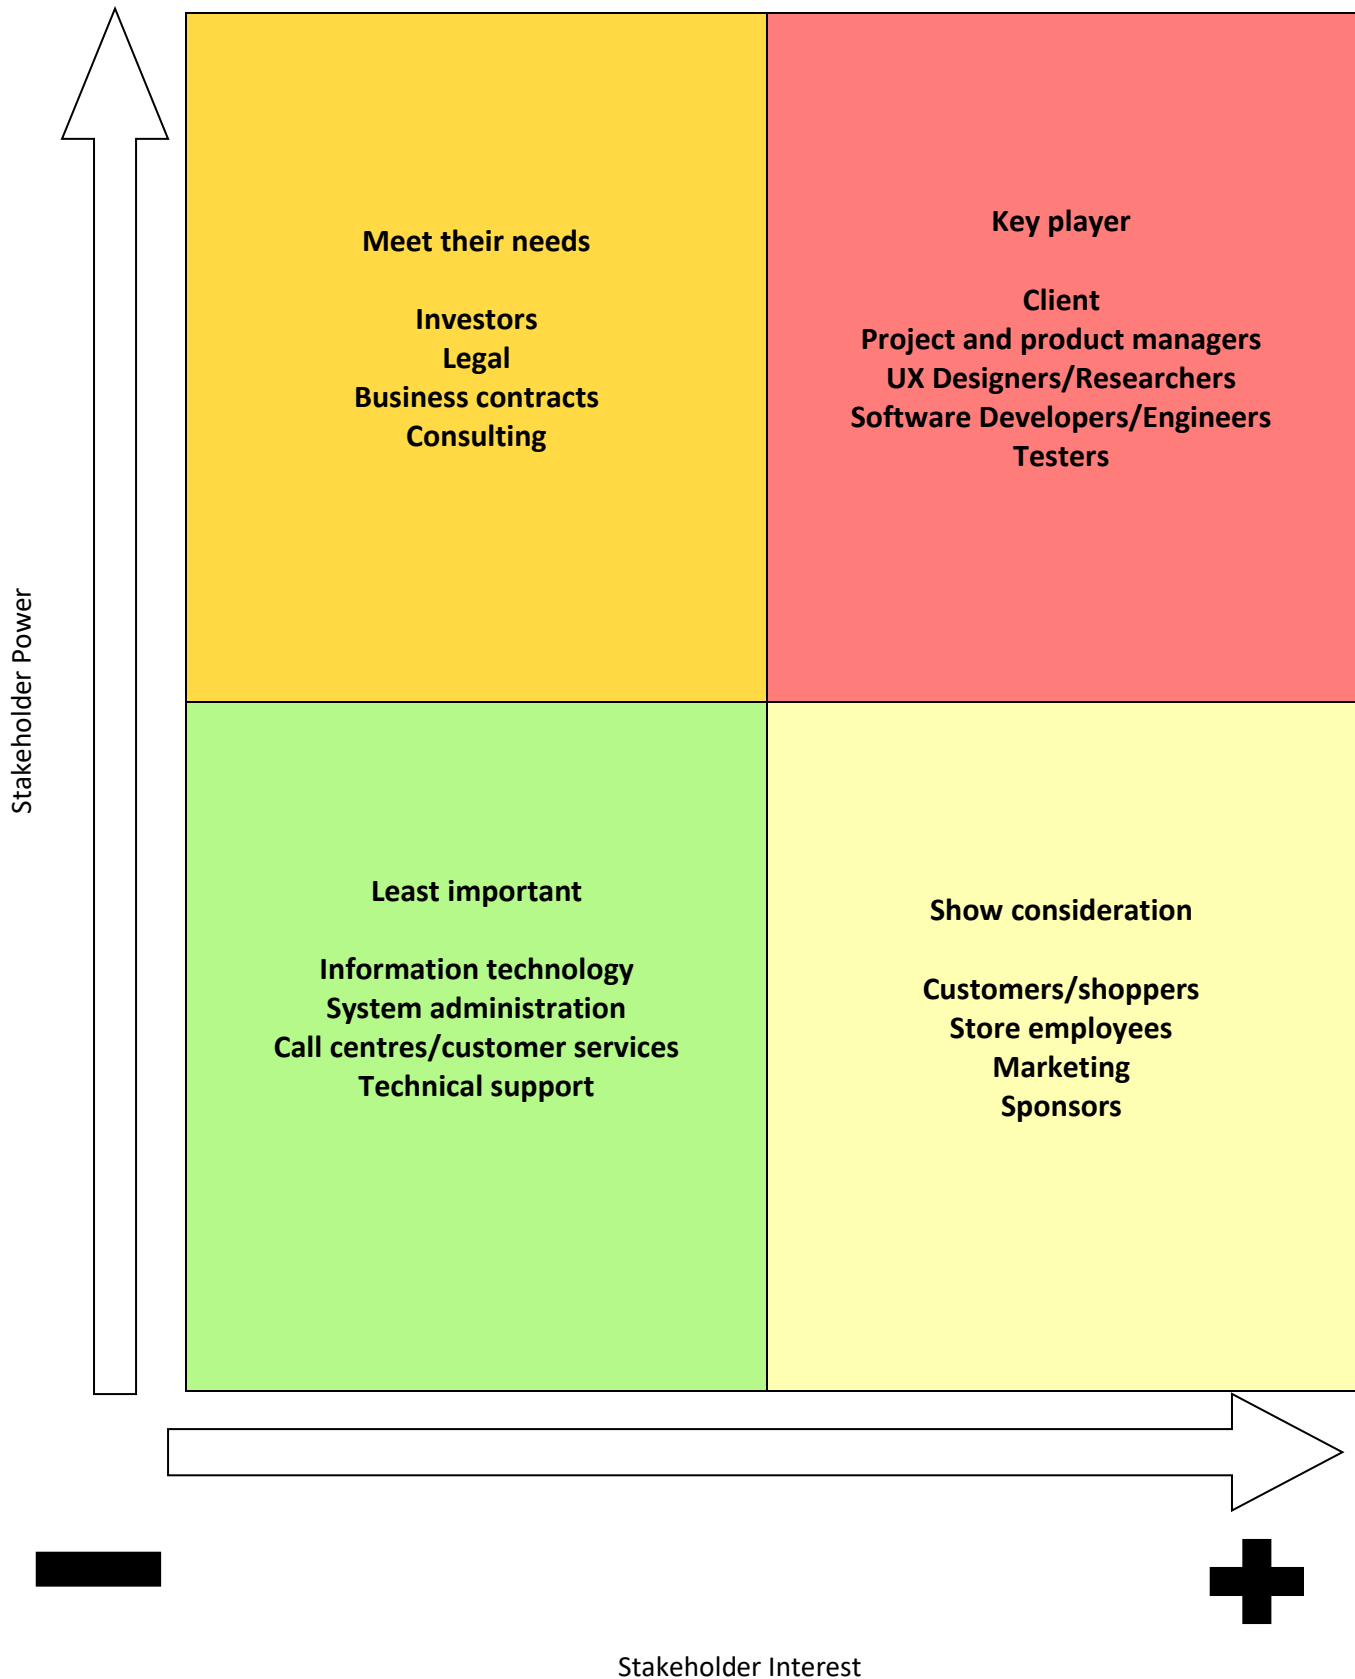 Meet their needs
Investors
Legal
Business contracts
Consulting
Key player
Client
Project and product managers
UX Designers/Researchers
Software Developers/Engineers
Testers
Stakeholder Power
Least important
Information technology
System administration
Call centres/customer services
Technical support
Show consideration
Customers/shoppers
Store employees
Marketing
Sponsors
Stakeholder Interest